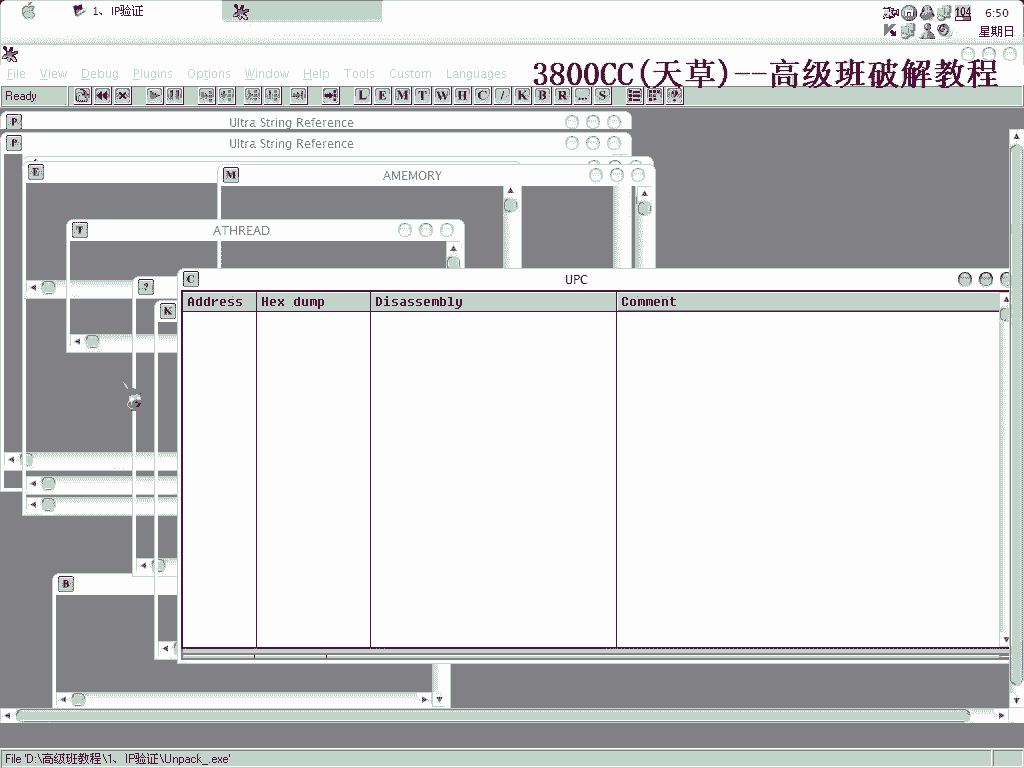 1、IP验证
104
6:50
星期日
3800CC(天草)--高级班破解教程
File View Debug Plugins Options Window Help Tools Custom Languages
Ready
L E M T W H C / K B R ... S
P Ultra String Reference
P Ultra String Reference
E
M AMEMORY
T ATHREAD
?
C UPC
K
Address Hex dump Disassembly Comment
B
File 'D:\高级班教程\1、IP验证\Unpack_.exe'